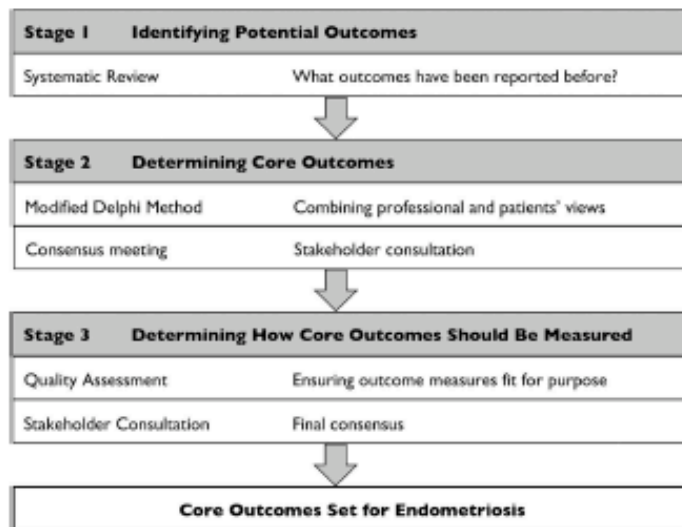 Stage 1 Identifying Potential Outcomes
Systematic Review What outcomes have been reported before?
Stage 2 Determining Core Outcomes
Modified Delphi Method Combining professional and patients' views
Consensus meeting Stakeholder consultation
Stage 3 Determining How Core Outcomes Should Be Measured
Quality Assessment Ensuring outcome measures fit for purpose
Stakeholder Consultation Final consensus
Core Outcomes Set for Endometriosis